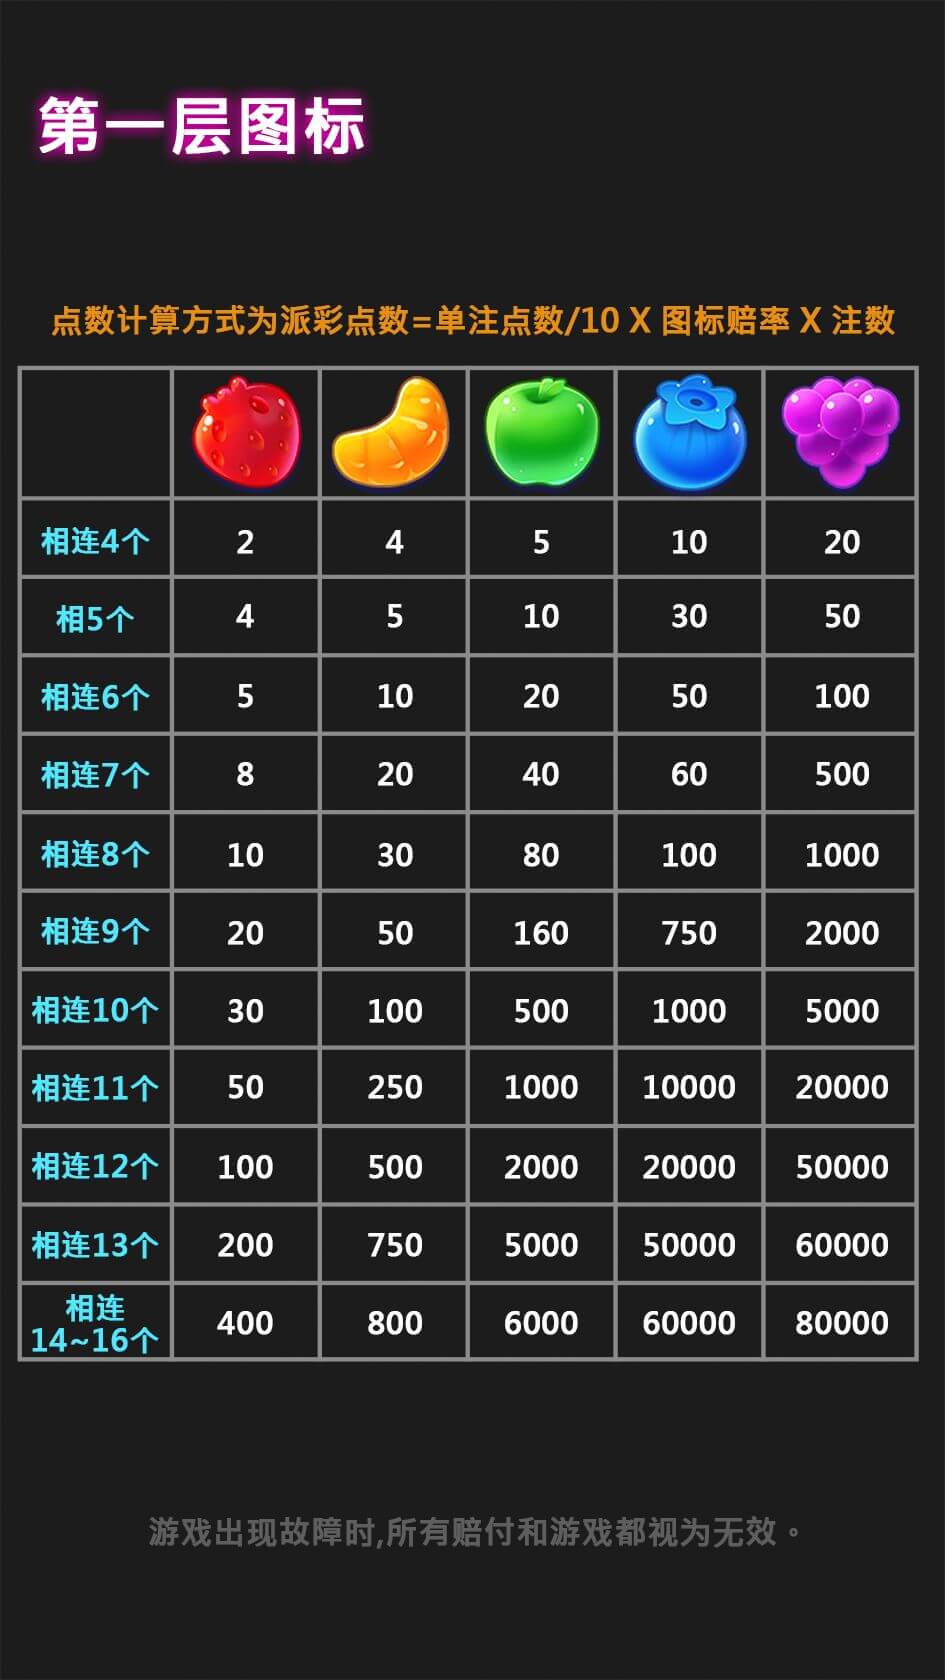 第一层图标
点数计算方式为派彩点数=单注点数/10 X 图标赔率 X 注数
相连4个 2 4 5 10 20
相5个 4 5 10 30 50
相连6个 5 10 20 50 100
相连7个 8 20 40 60 500
相连8个 10 30 80 100 1000
相连9个 20 50 160 750 2000
相连10个 30 100 500 1000 5000
相连11个 50 250 1000 10000 20000
相连12个 100 500 2000 20000 50000
相连13个 200 750 5000 50000 60000
相连
14~16个 400 800 6000 60000 80000
游戏出现故障时,所有赔付和游戏都视为无效。